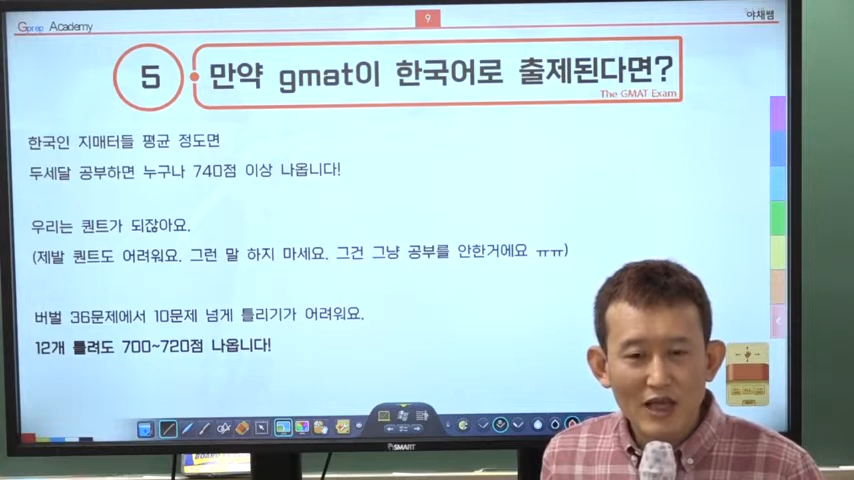 Gprep Academy
9
야채쌤
5
만약 gmat이 한국어로 출제된다면?
The GMAT Exam
한국인 지매터들 평균 정도면
두세달 공부하면 누구나 740점 이상 나옵니다!
우리는 퀀트가 되잖아요.
(제발 퀀트도 어려워요. 그런 말 하지 마세요. 그건 그냥 공부를 안한거에요 ㅠㅠ)
버벌 36문제에서 10문제 넘게 틀리기가 어려워요.
12개 틀려도 700~720점 나옵니다!
SMART